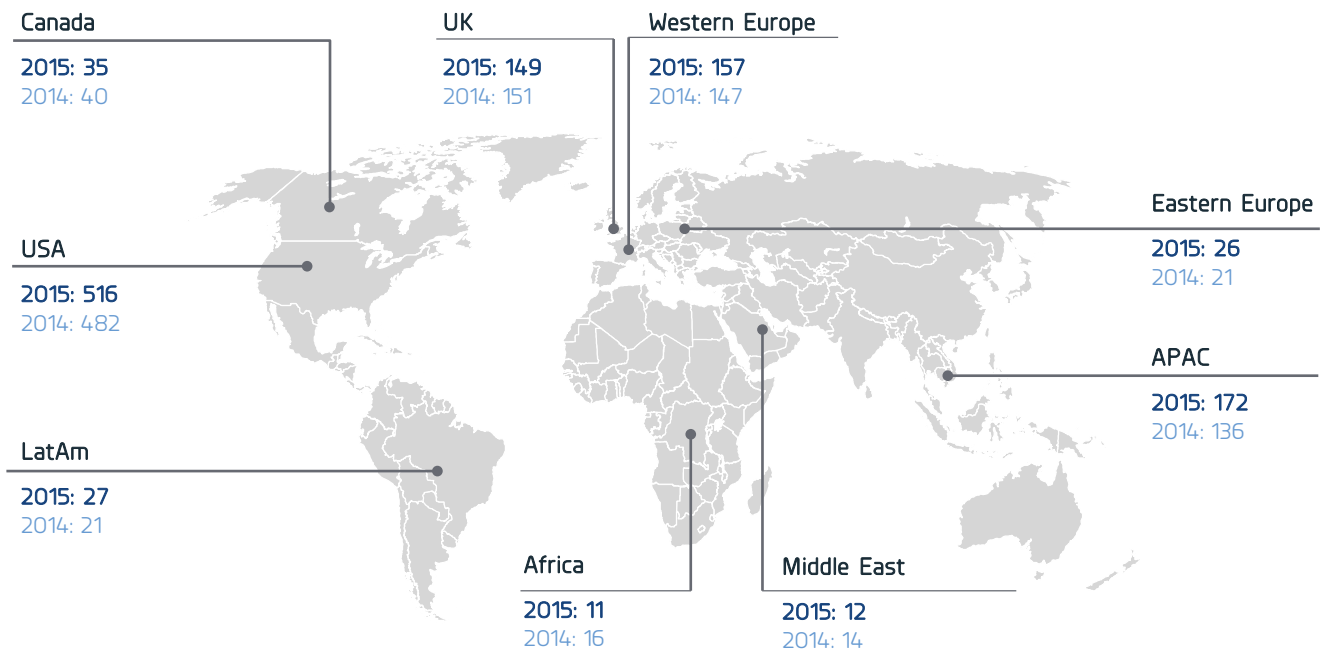 Canada
2015: 35
2014: 40
UK
2015: 149
2014: 151
Western Europe
2015: 157
2014: 147
Eastern Europe
2015: 26
2014: 21
USA
2015: 516
2014: 482
APAC
2015: 172
2014: 136
LatAm
2015: 27
2014: 21
Africa
2015: 11
2014: 16
Middle East
2015: 12
2014: 14